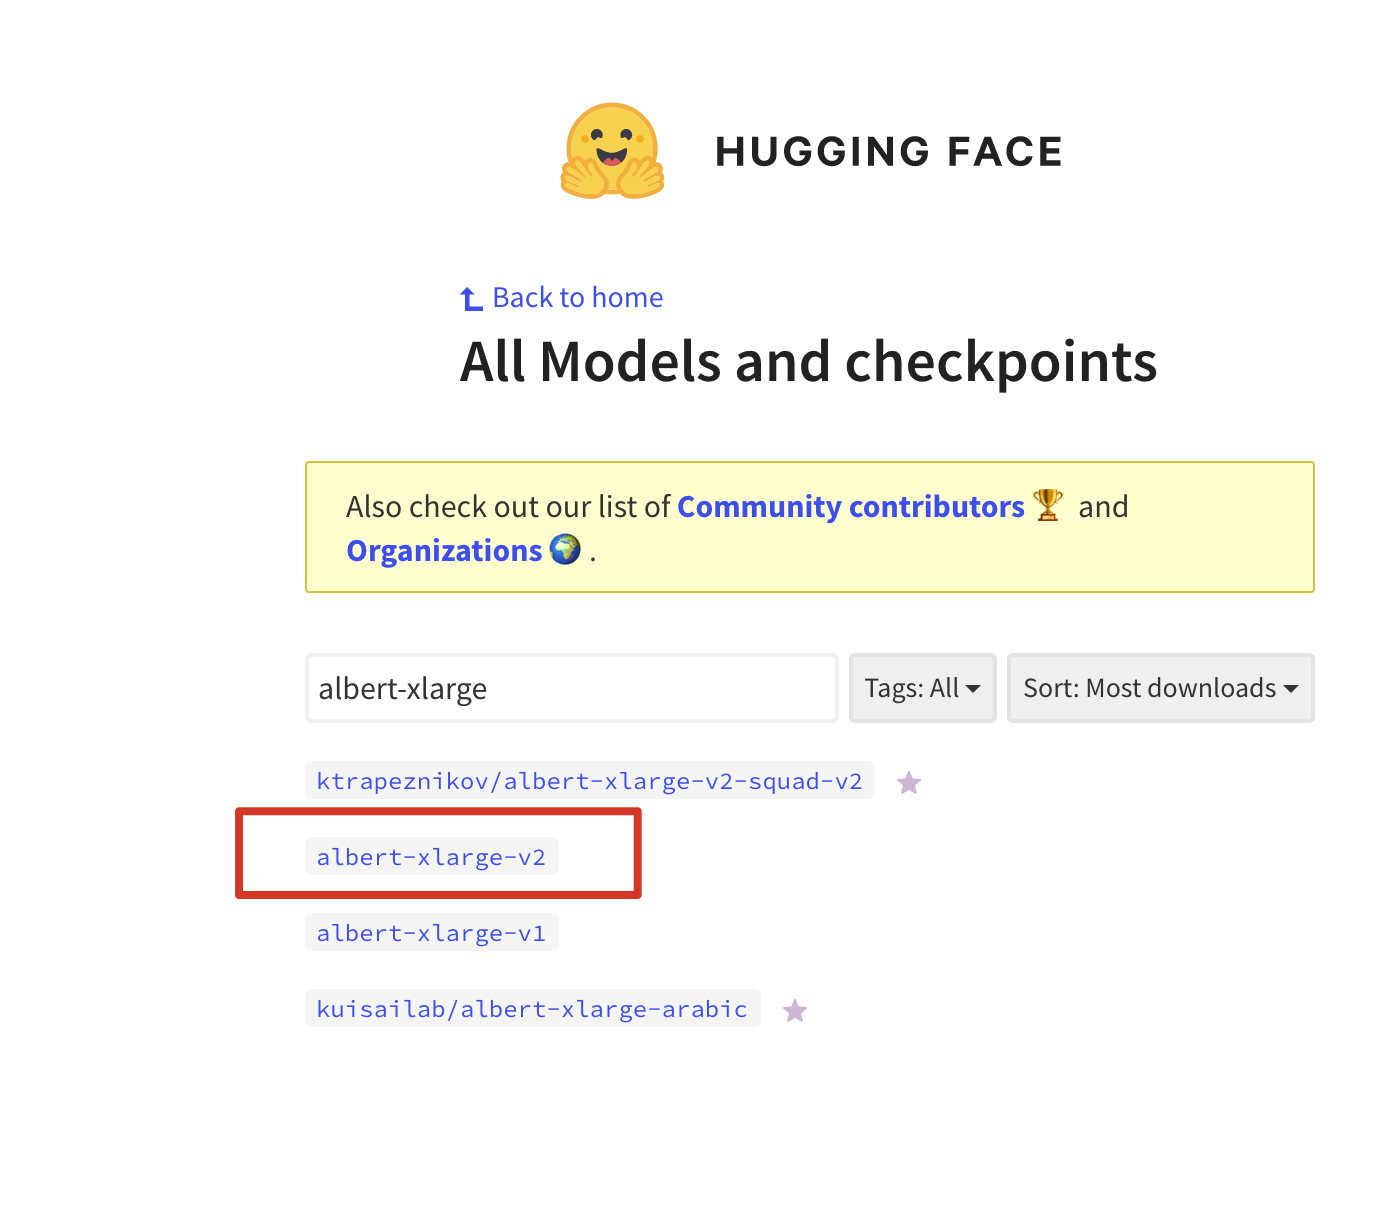 HUGGING FACE
Back to home
All Models and checkpoints
Also check out our list of Community contributors 🏆 and
Organizations 🌍 .
albert-xlarge
Tags: All
Sort: Most downloads
ktrapeznikov/albert-xlarge-v2-squad-v2
albert-xlarge-v2
albert-xlarge-v1
kuisailab/albert-xlarge-arabic